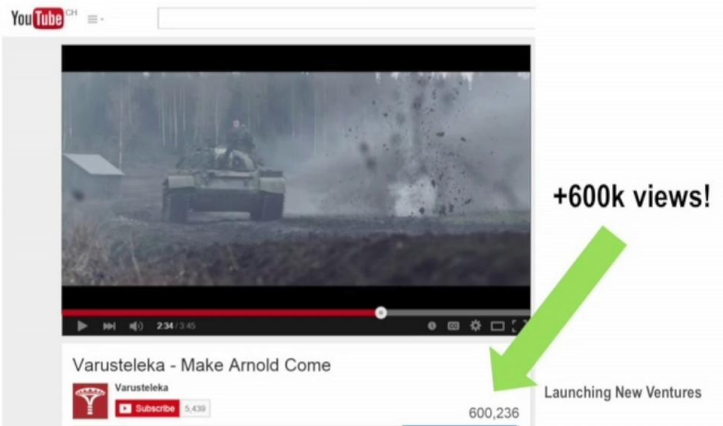 YouTube CH
+600k views!
2:34 / 3:45
Varusteleka - Make Arnold Come
Varusteleka
Subscribe 5,439
600,236
Launching New Ventures